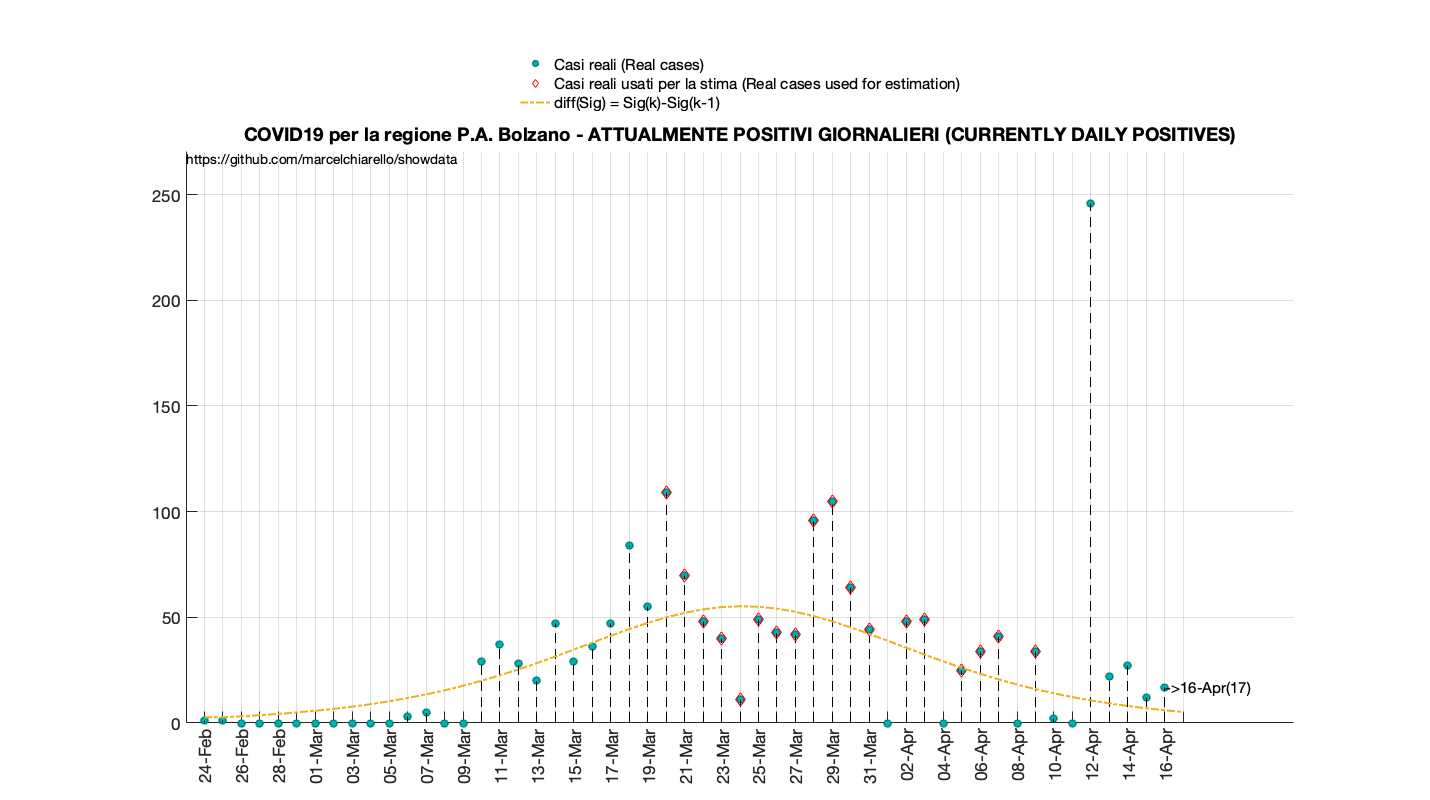 Casi reali (Real cases)
Casi reali usati per la stima (Real cases used for estimation)
diff(Sig) = Sig(k)-Sig(k-1)
COVID19 per la regione P.A. Bolzano - ATTUALMENTE POSITIVI GIORNALIERI (CURRENTLY DAILY POSITIVES)
https://github.com/marcelchiarello/showdata
250
200
150
100
50
0
->16-Apr(17)
24-Feb
26-Feb
28-Feb
01-Mar
03-Mar
05-Mar
07-Mar
09-Mar
11-Mar
13-Mar
15-Mar
17-Mar
19-Mar
21-Mar
23-Mar
25-Mar
27-Mar
29-Mar
31-Mar
02-Apr
04-Apr
06-Apr
08-Apr
10-Apr
12-Apr
14-Apr
16-Apr